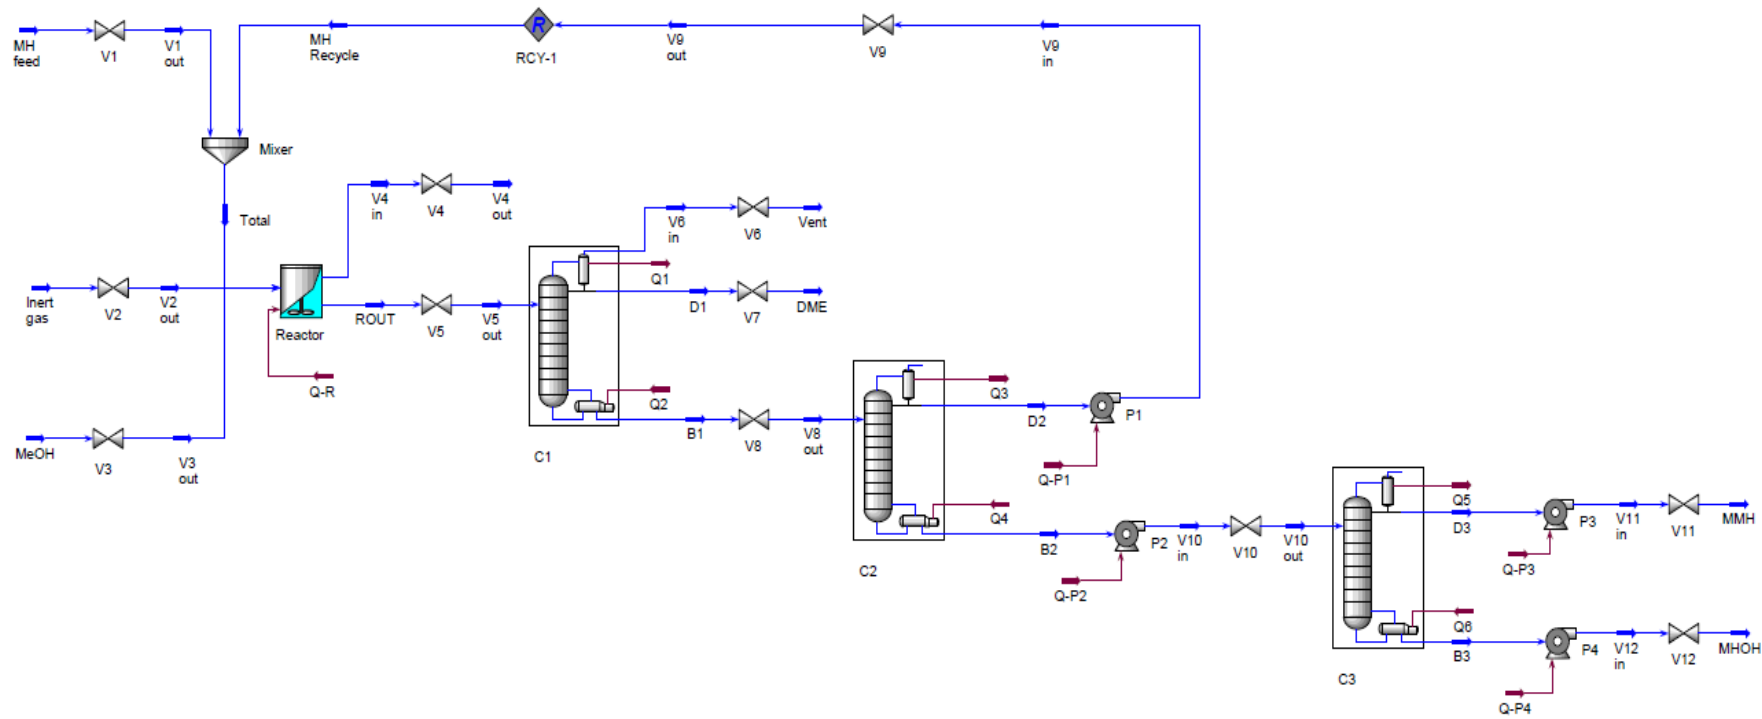 MH
feed
V1
V1
out
MH
Recycle
R
RCY-1
V9
out
V9
V9
in
Mixer
Total
V4
in
V4
V4
out
V6
in
V6
Vent
Inert
gas
V2
V2
out
Reactor
ROUT
V5
V5
out
Q1
D1
V7
DME
Q-R
Q2
B1
V8
V8
out
C1
MeOH
V3
V3
out
Q3
D2
P1
Q-P1
Q4
B2
P2
V10
in
V10
V10
out
C2
Q-P2
Q5
D3
P3
V11
in
V11
MMH
Q-P3
Q6
B3
P4
V12
in
V12
MHOH
C3
Q-P4